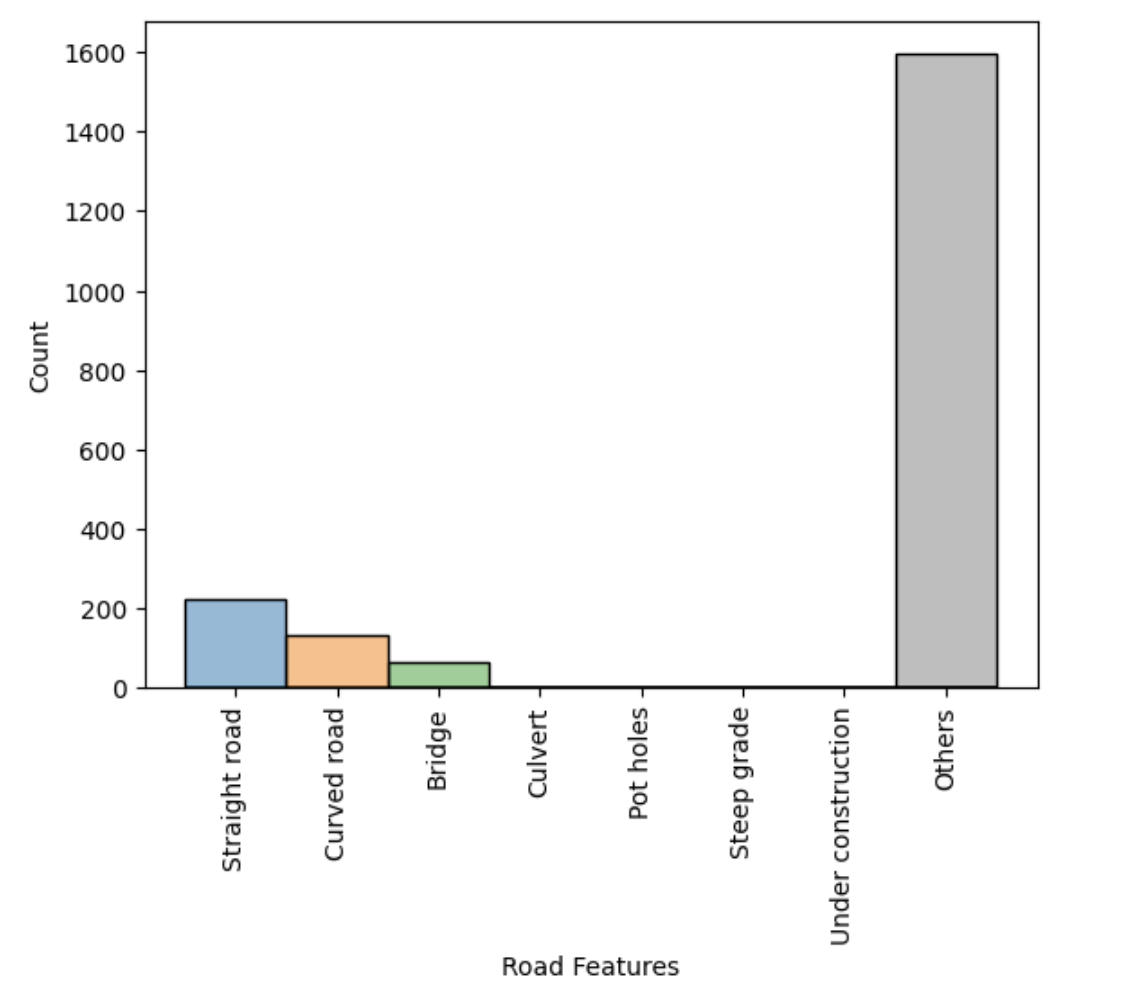 1600
1400
1200
1000
800
600
400
200
0
Count
Straight road
Curved road
Bridge
Culvert
Pot holes
Steep grade
Under construction
Others
Road Features